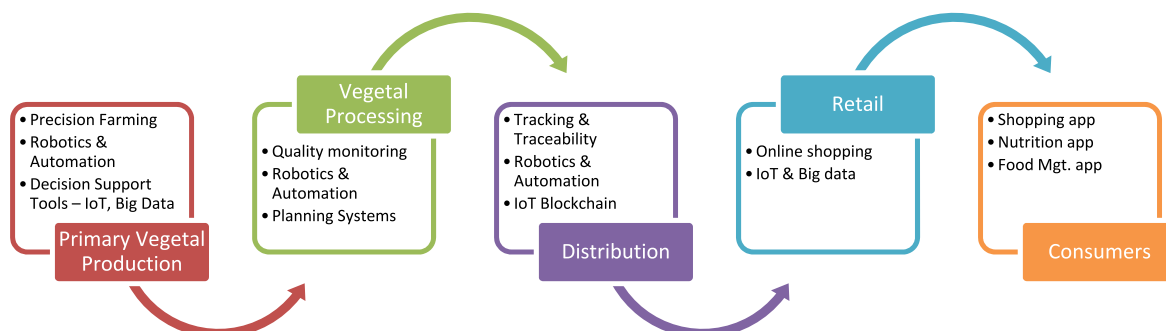 • Precision Farming
• Robotics &
Automation
• Decision Support
Tools – IoT, Big Data
Primary Vegetal
Production
Vegetal
Processing
• Quality monitoring
• Robotics &
Automation
• Planning Systems
• Tracking &
Traceability
• Robotics &
Automation
• IoT Blockchain
Distribution
Retail
• Online shopping
• IoT & Big data
• Shopping app
• Nutrition app
• Food Mgt. app
Consumers